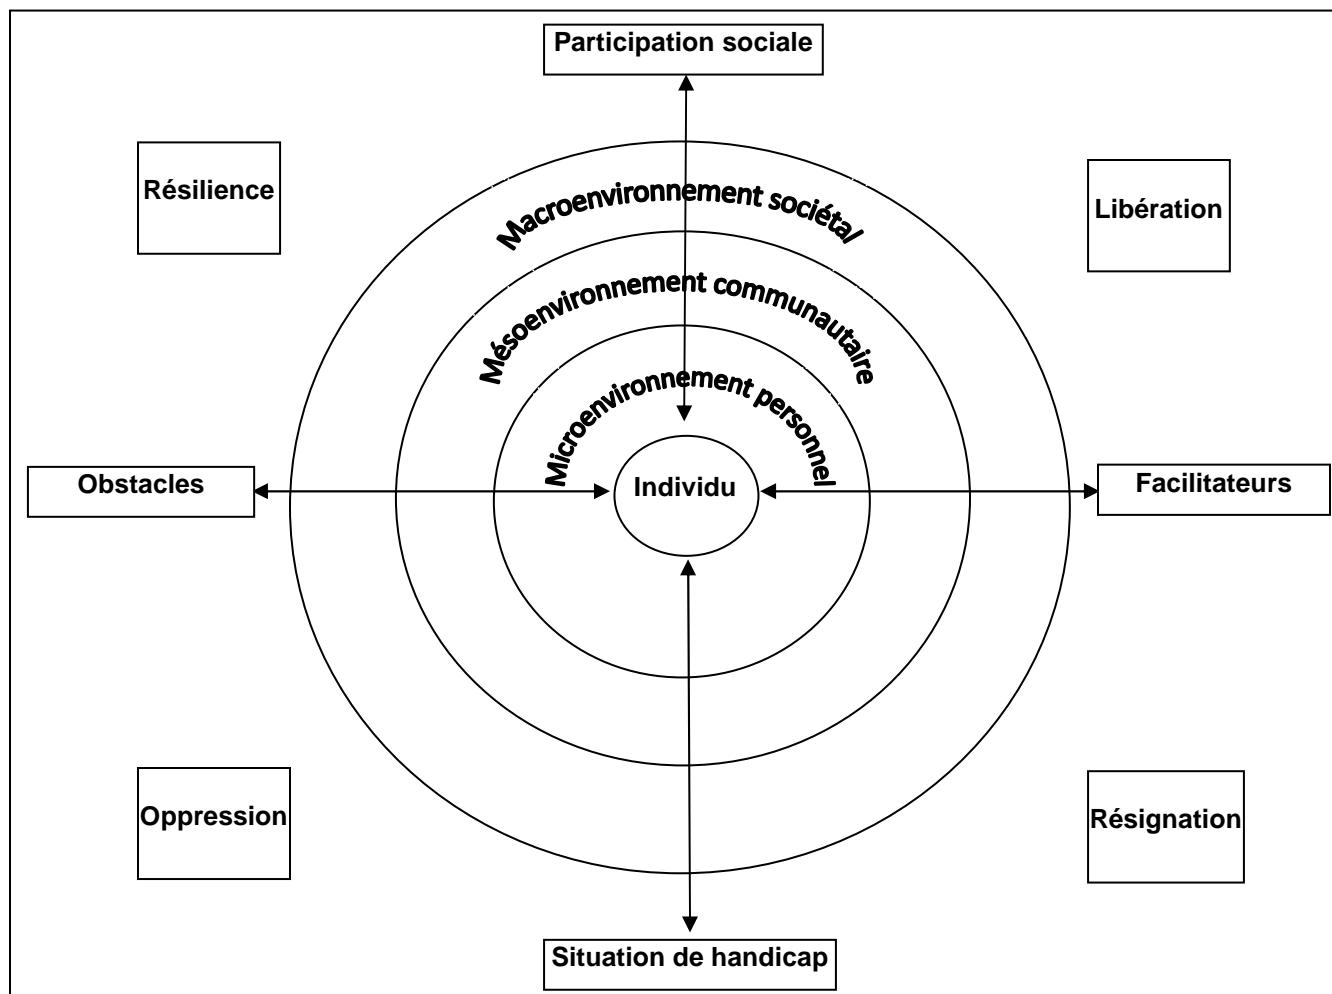 Participation sociale
Résilience
Libération
Macroenvironnement sociétal
Mésoenvironnement communautaire
Microenvironnement personnel
Obstacles
Individu
Facilitateurs
Oppression
Résignation
Situation de handicap